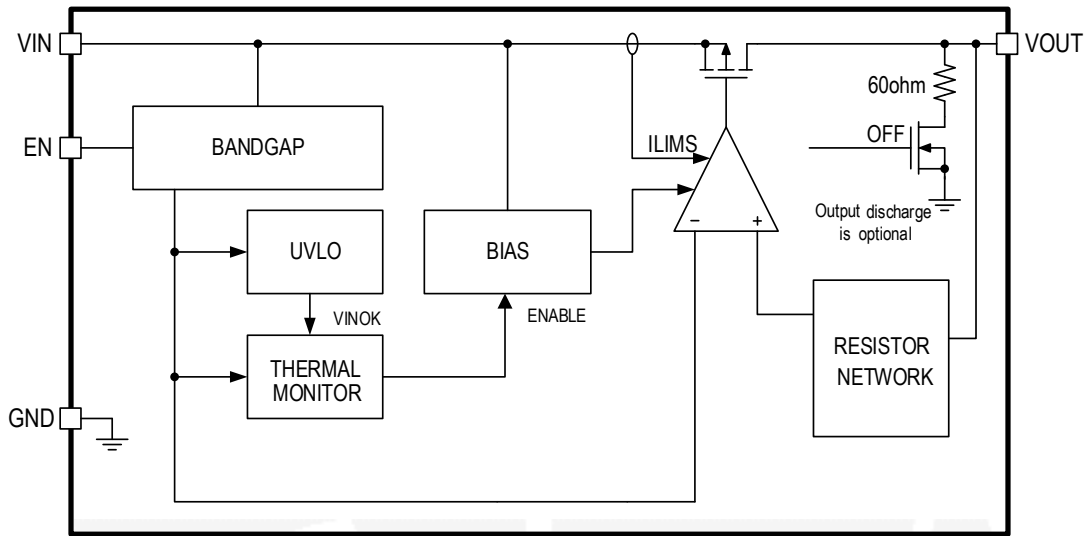 VIN
VOUT
60ohm
EN
BANDGAP
ILIMS
OFF
Output discharge
is optional
- +
UVLO
BIAS
VINOK
ENABLE
THERMAL
MONITOR
RESISTOR
NETWORK
GND